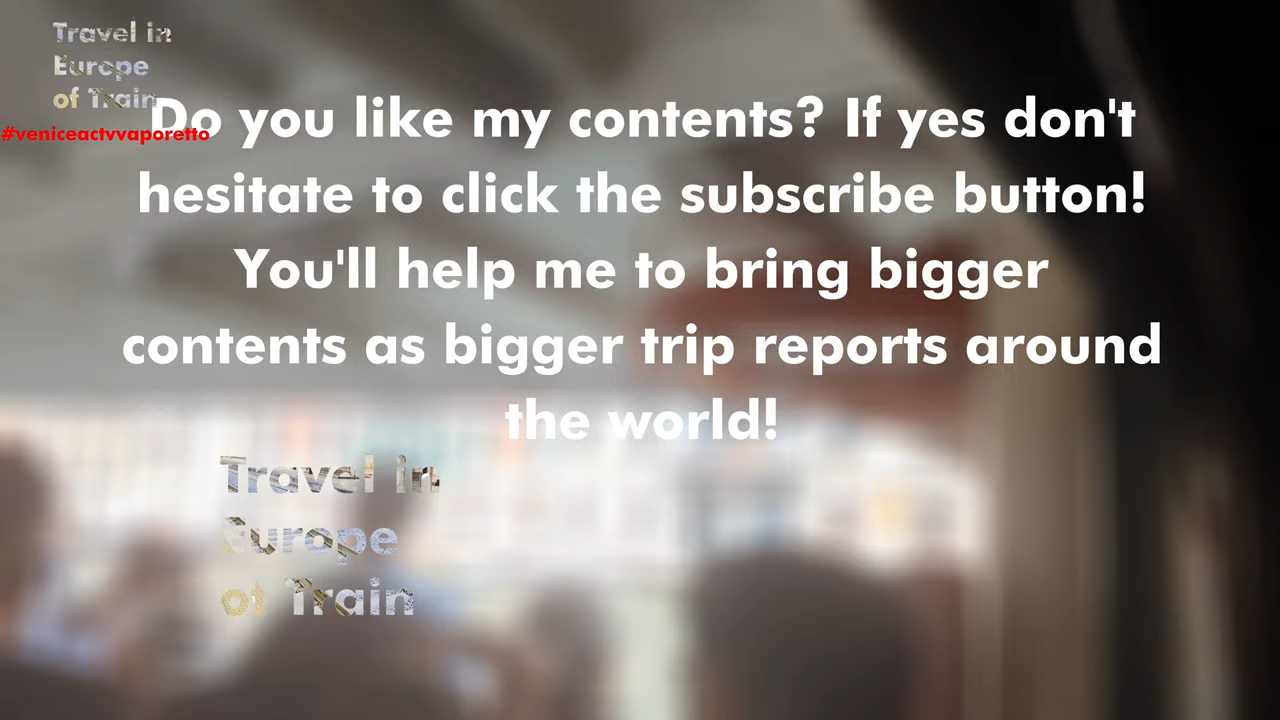 Travel in
Europe
of Train
#veniceactvvaporetto
Do you like my contents? If yes don't
hesitate to click the subscribe button!
You'll help me to bring bigger
contents as bigger trip reports around
the world!
Travel in
Europe
of Train